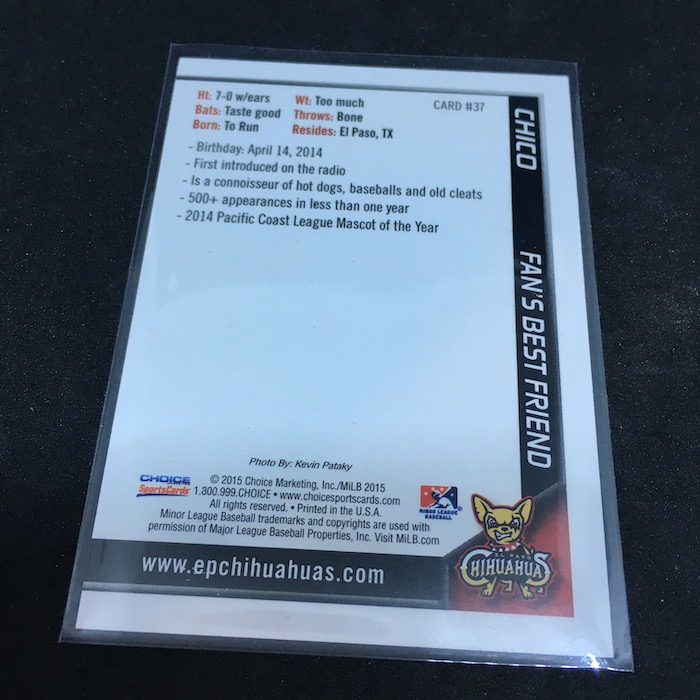 Ht: 7-0 w/ears Wt: Too much
Bats: Taste good Throws: Bone
Born: To Run Resides: El Paso, TX
CARD #37
- Birthday: April 14, 2014
- First introduced on the radio
- Is a connoisseur of hot dogs, baseballs and old cleats
- 500+ appearances in less than one year
- 2014 Pacific Coast League Mascot of the Year
CHICO FAN'S BEST FRIEND
Photo By: Kevin Pataky
CHOICE
SportsCards
© 2015 Choice Marketing, Inc./MiLB 2015
1.800.999.CHOICE • www.choicesportscards.com
All rights reserved. • Printed in the U.S.A.
Minor League Baseball trademarks and copyrights are used with
permission of Major League Baseball Properties, Inc. Visit MiLB.com
MINOR LEAGUE
BASEBALL
EL PASO
CHIHUAHUAS
www.epchihuahuas.com